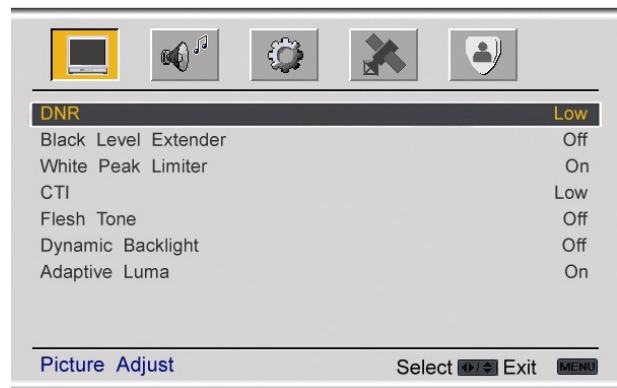 DNR Low
Black Level Extender Off
White Peak Limiter On
CTI Low
Flesh Tone Off
Dynamic Backlight Off
Adaptive Luma On
Picture Adjust Select Exit MENU